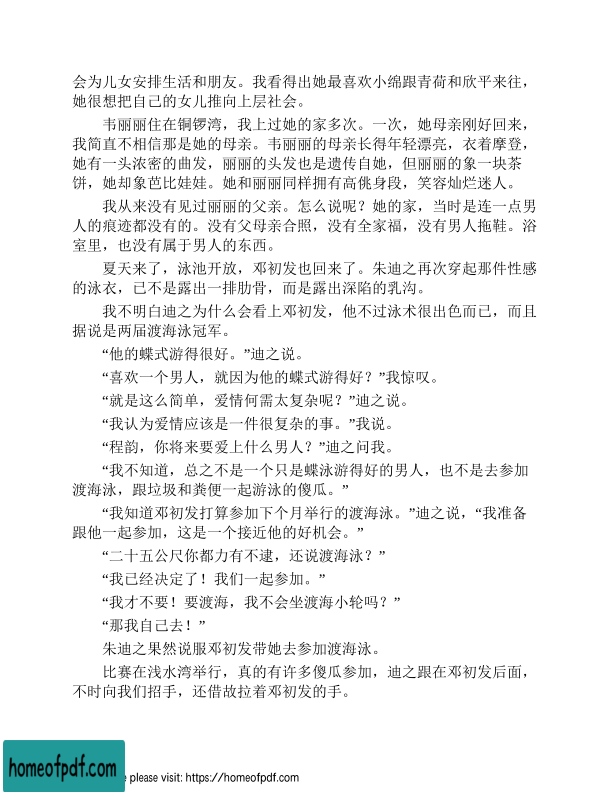 会为儿女安排生活和朋友。我看得出她最喜欢小绵跟青荷和欣平来往，
她很想把自己的女儿推向上层社会。
韦丽丽住在铜锣湾，我上过她的家多次。一次，她母亲刚好回来，
我简直不相信那是她的母亲。韦丽丽的母亲长得年轻漂亮，衣着摩登，
她有一头浓密的曲发，丽丽的头发也是遗传自她，但丽丽的象一块茶
饼，她却象芭比娃娃。她和丽丽同样拥有高佻身段，笑容灿烂迷人。
我从来没有见过丽丽的父亲。怎么说呢？她的家，当时是连一点男
人的痕迹都没有的。没有父母亲合照，没有全家福，没有男人拖鞋。浴
室里，也没有属于男人的东西。
夏天来了，泳池开放，邓初发也回来了。朱迪之再次穿起那件性感
的泳衣，已不是露出一排肋骨，而是露出深陷的乳沟。
我不明白迪之为什么会看上邓初发，他不过泳术很出色而已，而且
据说是两届渡海泳冠军。
“他的蝶式游得很好。”迪之说。
“喜欢一个男人，就因为他的蝶式游得好？”我惊叹。
“就是这么简单，爱情何需太复杂呢？”迪之说。
“我认为爱情应该是一件很复杂的事。”我说。
“程韵，你将来要爱上什么男人？”迪之问我。
“我不知道，总之不是一个只是蝶泳游得好的男人，也不是去参加
渡海泳，跟垃圾和粪便一起游泳的傻瓜。”
“我知道邓初发打算参加下个月举行的渡海泳。”迪之说，“我准备
跟他一起参加，这是一个接近他的好机会。”
“二十五公尺你都力有不逮，还说渡海泳？”
“我已经决定了！我们一起参加。”
“我才不要！要渡海，我不会坐渡海小轮吗？”
“那我自己去！”
朱迪之果然说服邓初发带她去参加渡海泳。
比赛在浅水湾举行，真的有许多傻瓜参加，迪之跟在邓初发后面，
不时向我们招手，还借故拉着邓初发的手。
homeofpdf.com
e please visit: https://homeofpdf.com